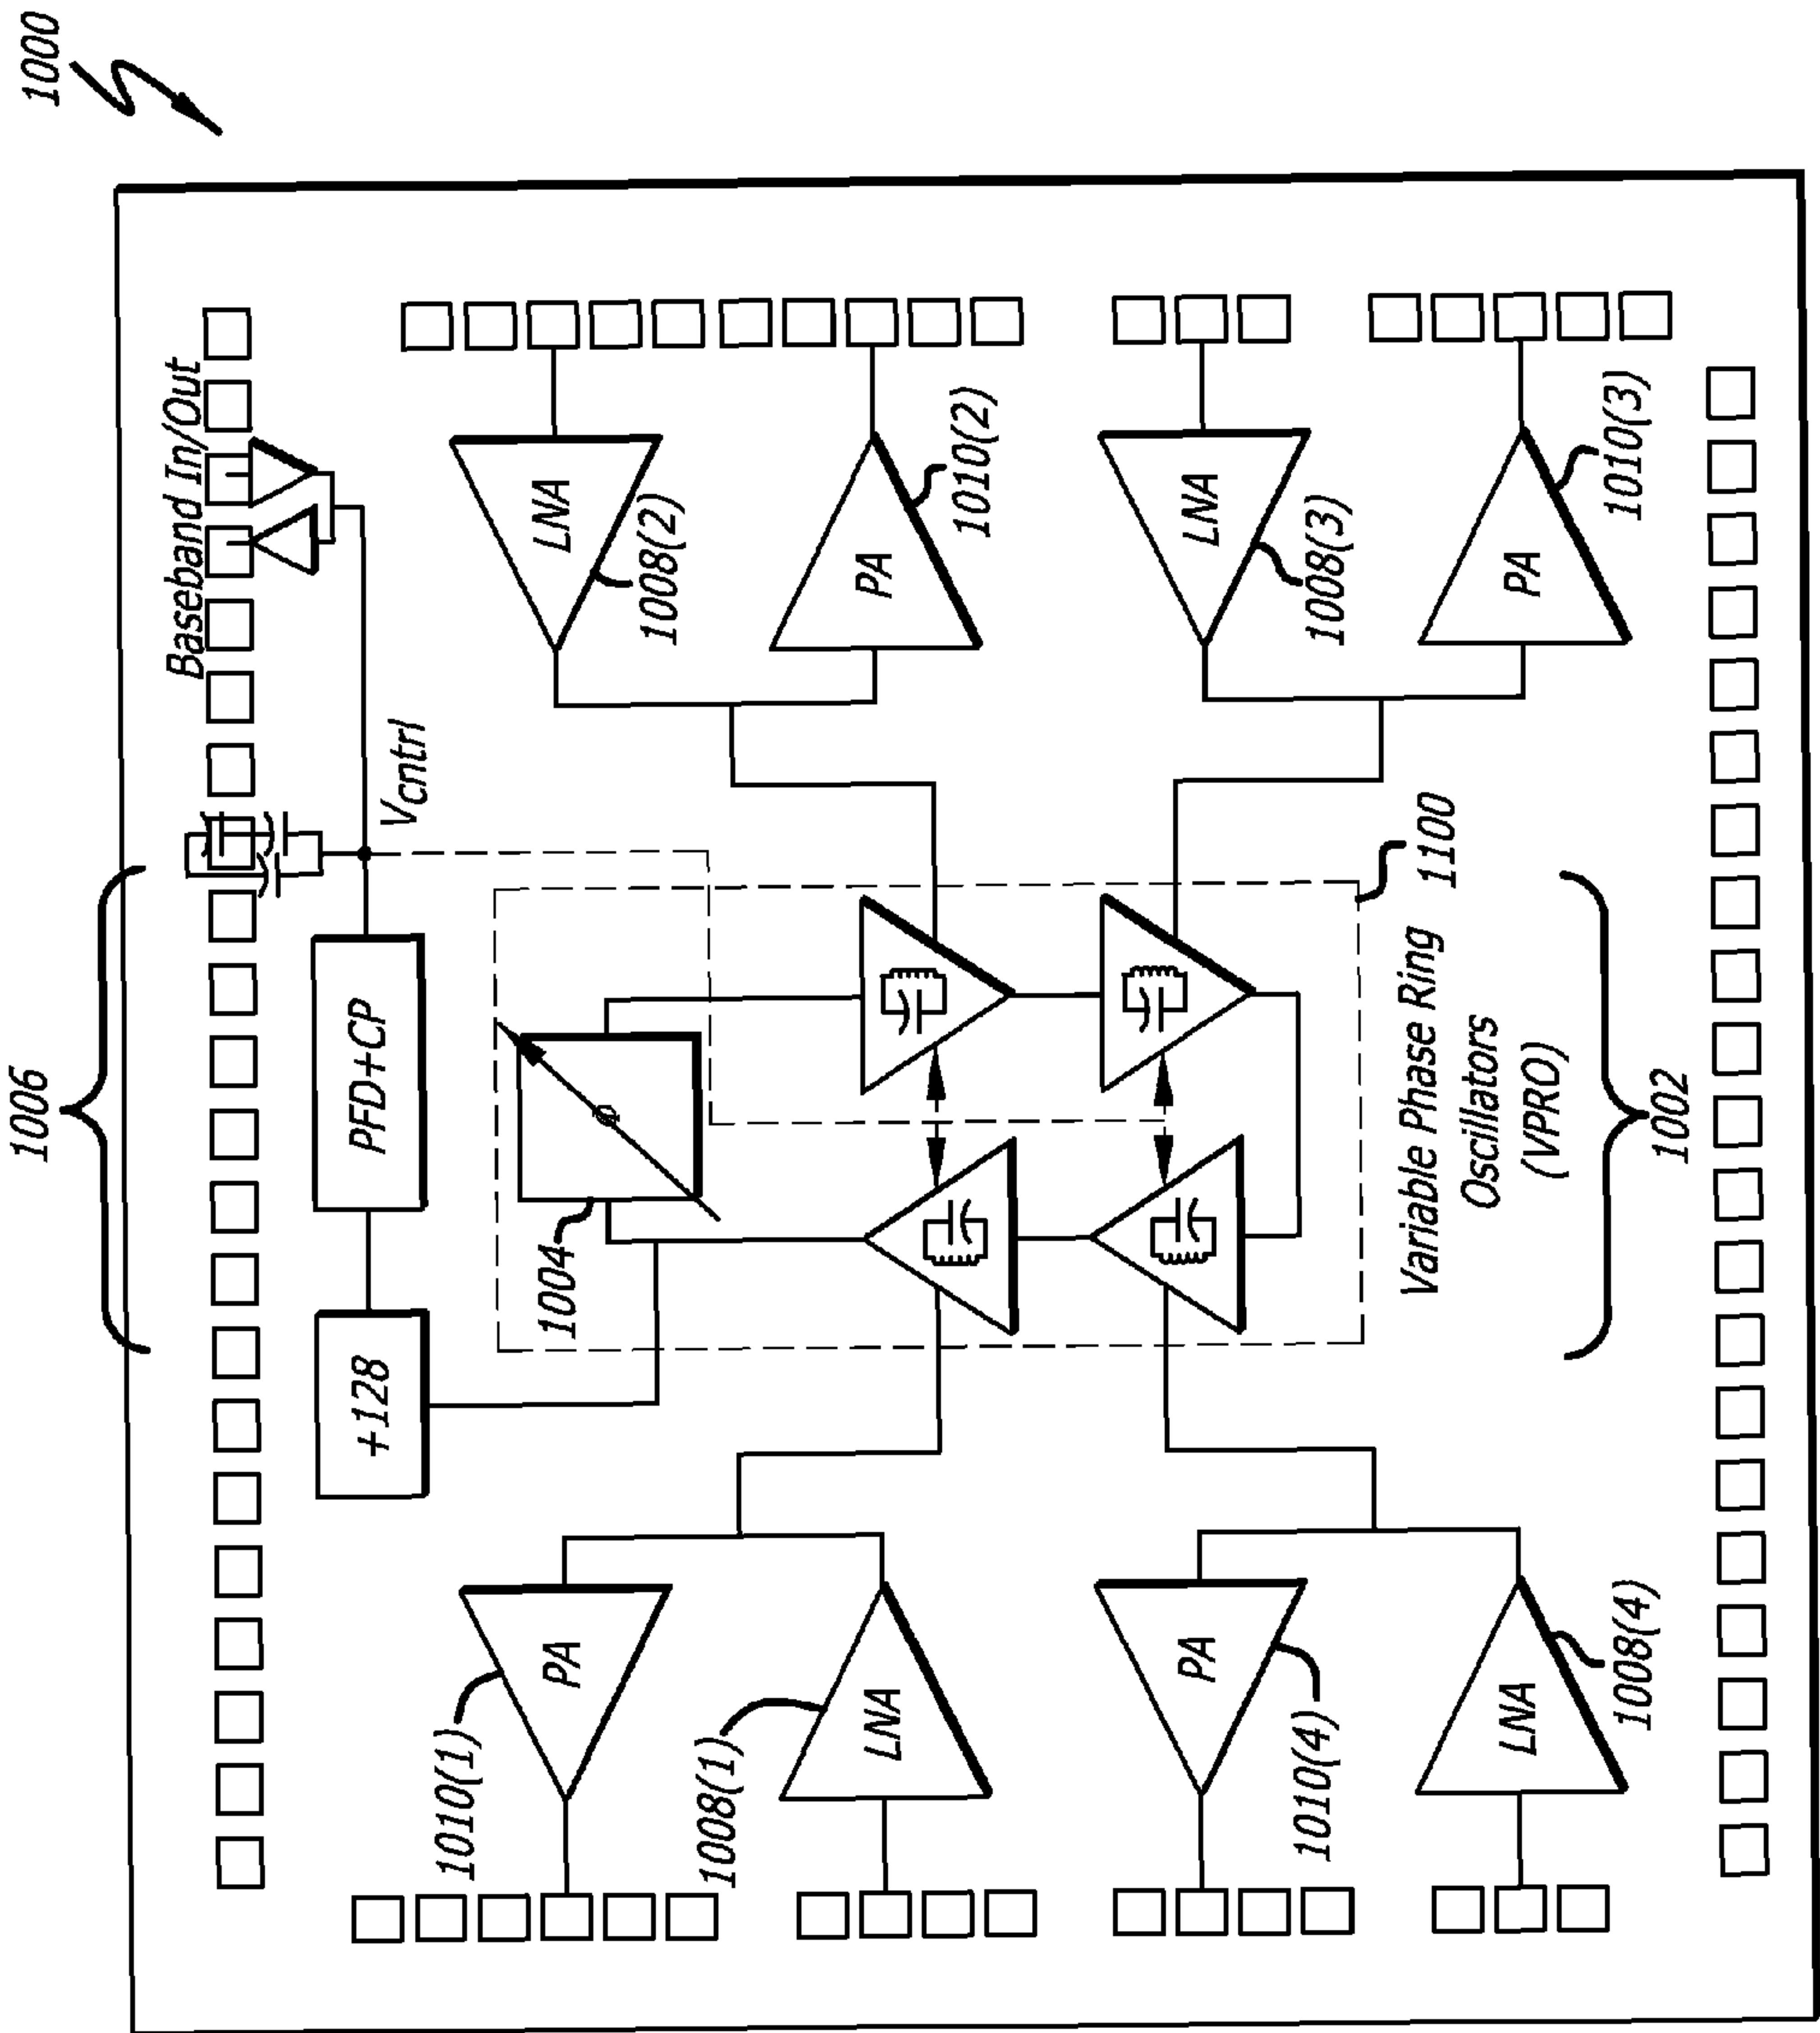 1000
1006
Baseband In/Out
Vcntrl
PFD+CP
+128
LNA
1008(2)
PA
1010(2)
LNA
1008(3)
PA
1010(3)
φ
1004
1100
Variable Phase Ring
Oscillators
(VPRO)
1002
PA
1010(1)
LNA
1008(1)
PA
1010(4)
LNA
1008(4)